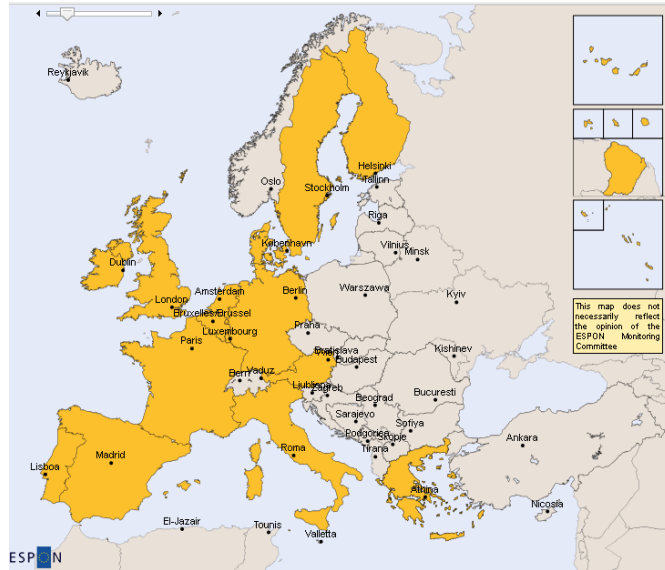 Reykjavik
Helsinki
Oslo
Tallinn
Stockholm
Riga
København
Vilnius
Minsk
Dublin
Amsterdam
Berlin
Warszawa
London
Kyiv
Bruxelles/Brüssel
Luxembourg
Praha
Paris
Bratislava
Wien
Kishinev
Budapest
Bern
Vaduz
Ljubljana
Zagreb
Beograd
Bucuresti
Sarajevo
Sofiya
Podgorica
Skopje
Ankara
Roma
Tirana
Madrid
Lisboa
Athina
Nicosia
El-Jazair
Tounis
Valletta
This map does not
necessarily reflect
the opinion of the
ESPON Monitoring
Committee
ESPON